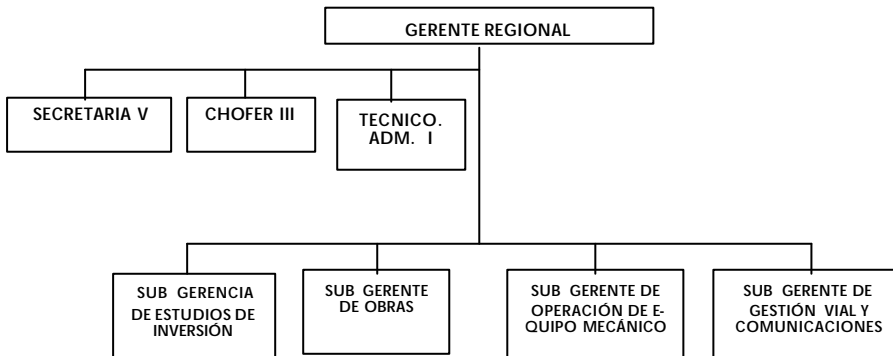 GERENTE REGIONAL
SECRETARIA V
CHOFER III
TECNICO.
ADM. I
SUB GERENCIA
DE ESTUDIOS DE
INVERSIÓN
SUB GERENTE
DE OBRAS
SUB GERENTE DE
OPERACIÓN DE E-
QUIPO MECÁNICO
SUB GERENTE DE
GESTIÓN VIAL Y
COMUNICACIONES